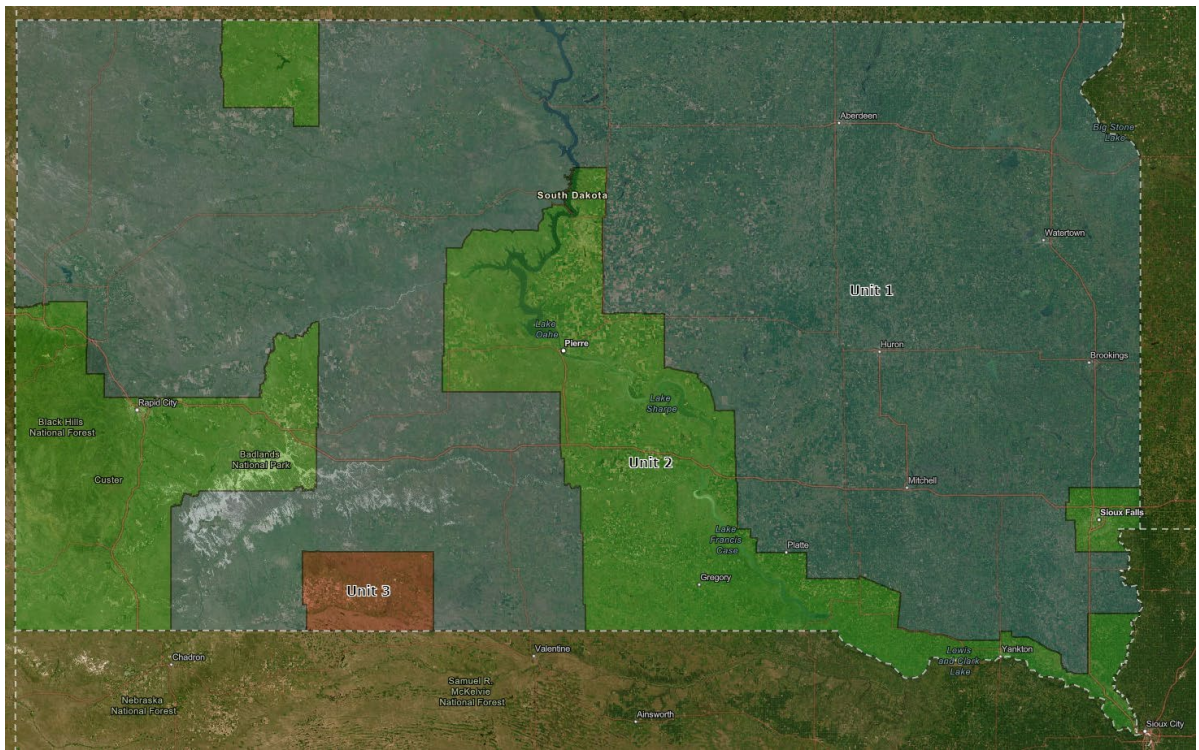 Aberdeen
Big Stone
Lake
South Dakota
Watertown
Unit 1
Lake
Oahe
Pierre
Huron
Brookings
Rapid City
Lake
Sharpe
Black Hills
National Forest
Badlands
National Park
Unit 2
Custer
Mitchell
Sioux Falls
Lake
Francis
Case
Platte
Gregory
Unit 3
Chadron
Valentine
Lewis
and Clark
Lake
Yankton
Samuel R.
McKelvie
National Forest
Nebraska
National Forest
Ainsworth
Sioux City